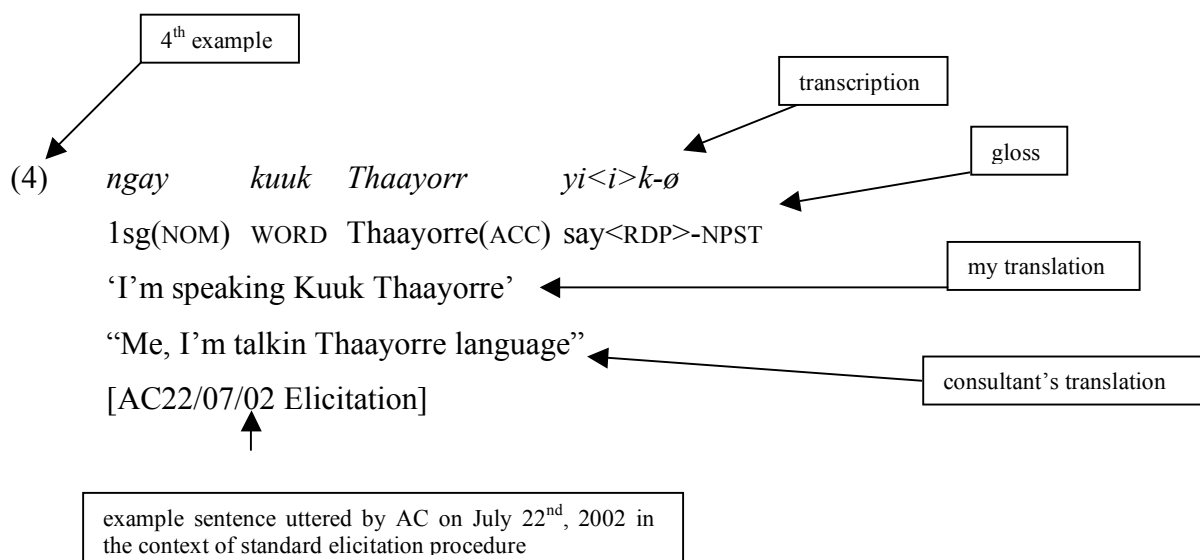 4th example
transcription
gloss
(4) ngay kuuk Thaayorr yi<i>k-ø
1sg(NOM) WORD Thaayorre(ACC) say<RDP>-NPST
my translation
‘I’m speaking Kuuk Thaayorre’
“Me, I’m talkin Thaayorre language”
consultant’s translation
[AC22/07/02 Elicitation]
example sentence uttered by AC on July 22nd, 2002 in
the context of standard elicitation procedure